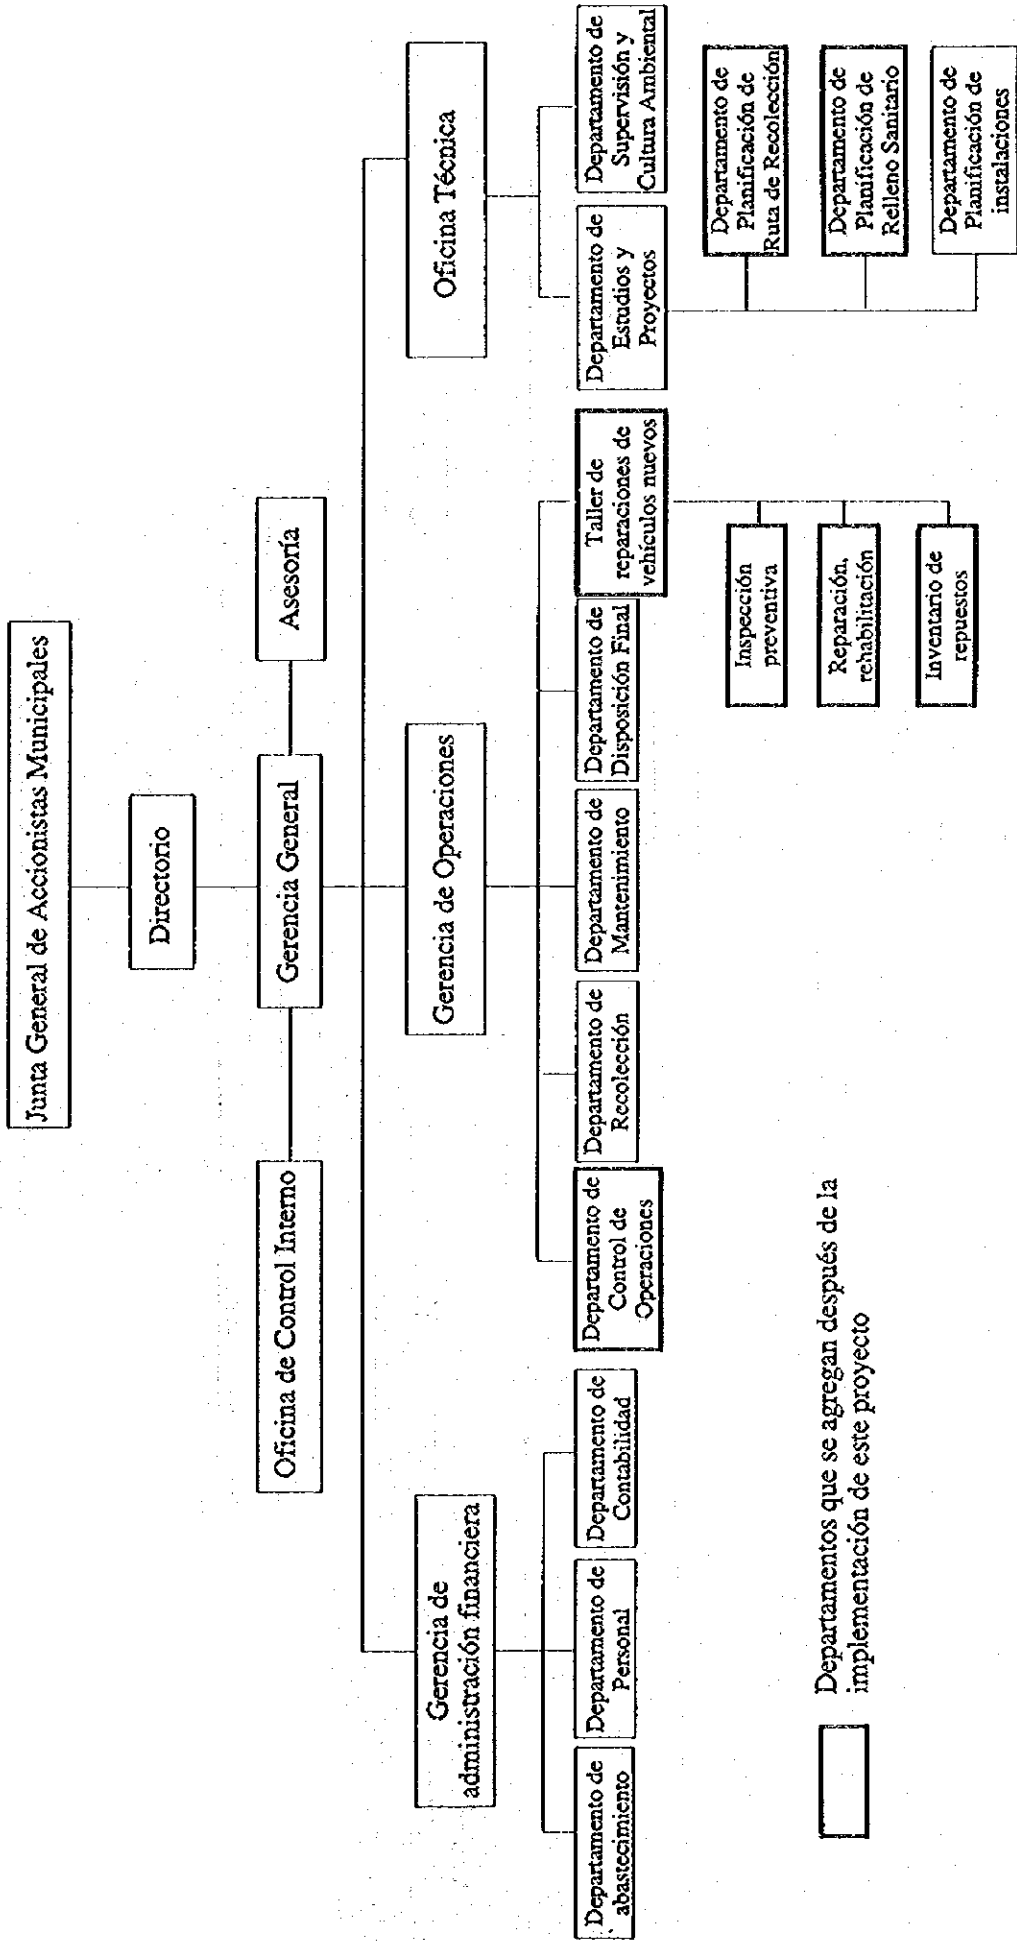 Junta General de Accionistas Municipales
Directorio
Oficina de Control Interno
Gerencia General
Asesoría
Gerencia de
administración financiera
Gerencia de Operaciones
Oficina Técnica
Departamento de
abastecimiento
Departamento de
Personal
Departamento de
Contabilidad
Departamento de
Control de
Operaciones
Departamento de
Recolección
Departamento de
Mantenimiento
Departamento de
Disposición Final
Taller de
reparaciones de
vehículos nuevos
Departamento de
Estudios y
Proyectos
Departamento de
Supervisión y
Cultura Ambiental
Inspección
preventiva
Reparación,
rehabilitación
Inventario de
repuestos
Departamento de
Planificación de
Ruta de Recolección
Departamento de
Planificación de
Relleno Sanitario
Departamento de
Planificación de
instalaciones
Departamentos que se agregan después de la
implementación de este proyecto